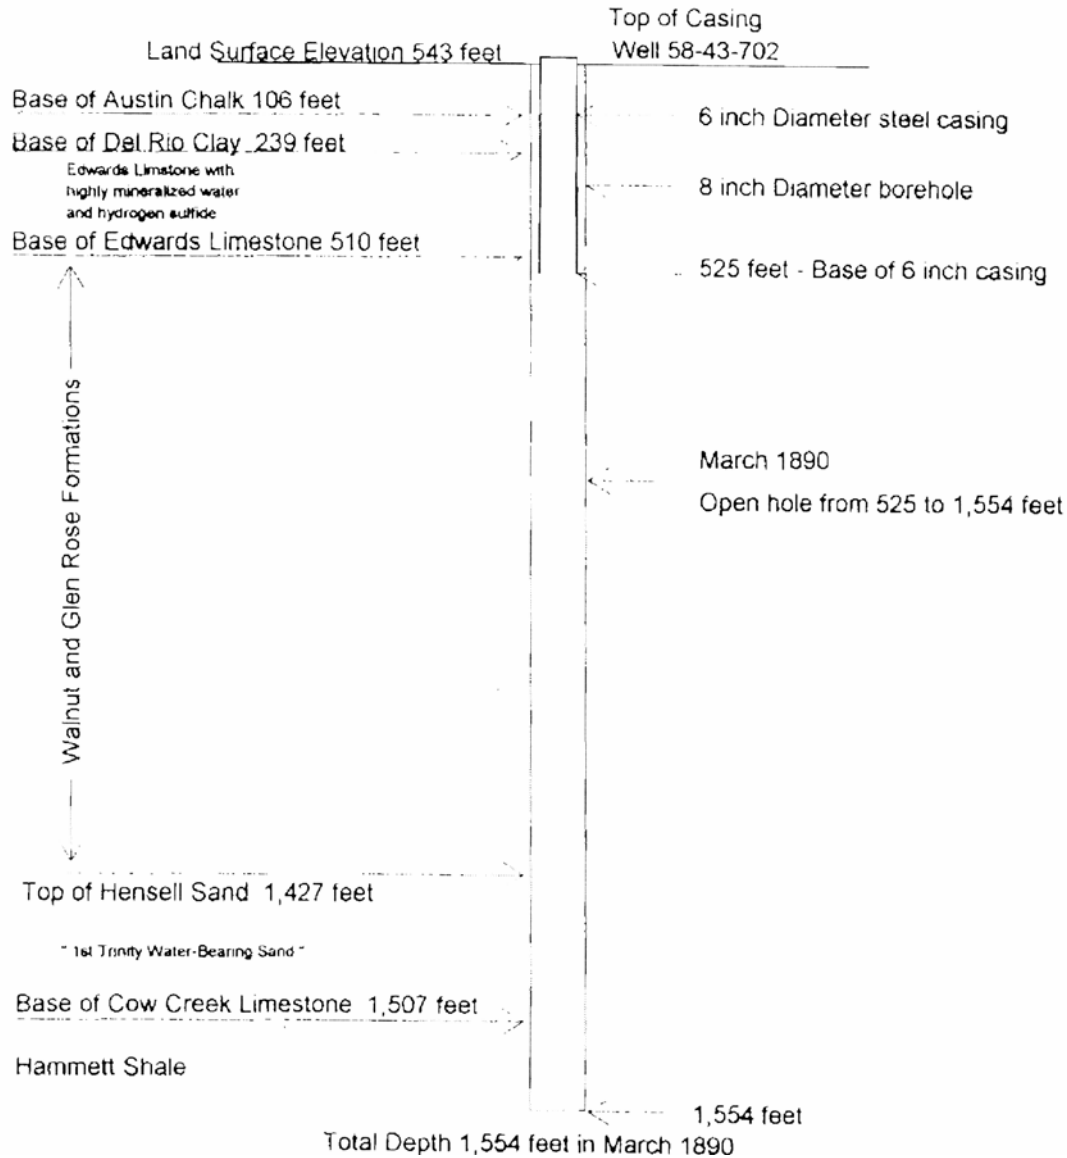 Top of Casing
Well 58-43-702
Land Surface Elevation 543 feet
Base of Austin Chalk 106 feet
6 inch Diameter steel casing
Base of Del Rio Clay 239 feet
Edwards Limstone with
highly mineralized water
and hydrogen sulfide
8 inch Diameter borehole
Base of Edwards Limestone 510 feet
525 feet - Base of 6 inch casing
Walnut and Glen Rose Formations
March 1890
Open hole from 525 to 1,554 feet
Top of Hensell Sand 1,427 feet
" 1st Trinity Water-Bearing Sand "
Base of Cow Creek Limestone 1,507 feet
Hammett Shale
1,554 feet
Total Depth 1,554 feet in March 1890